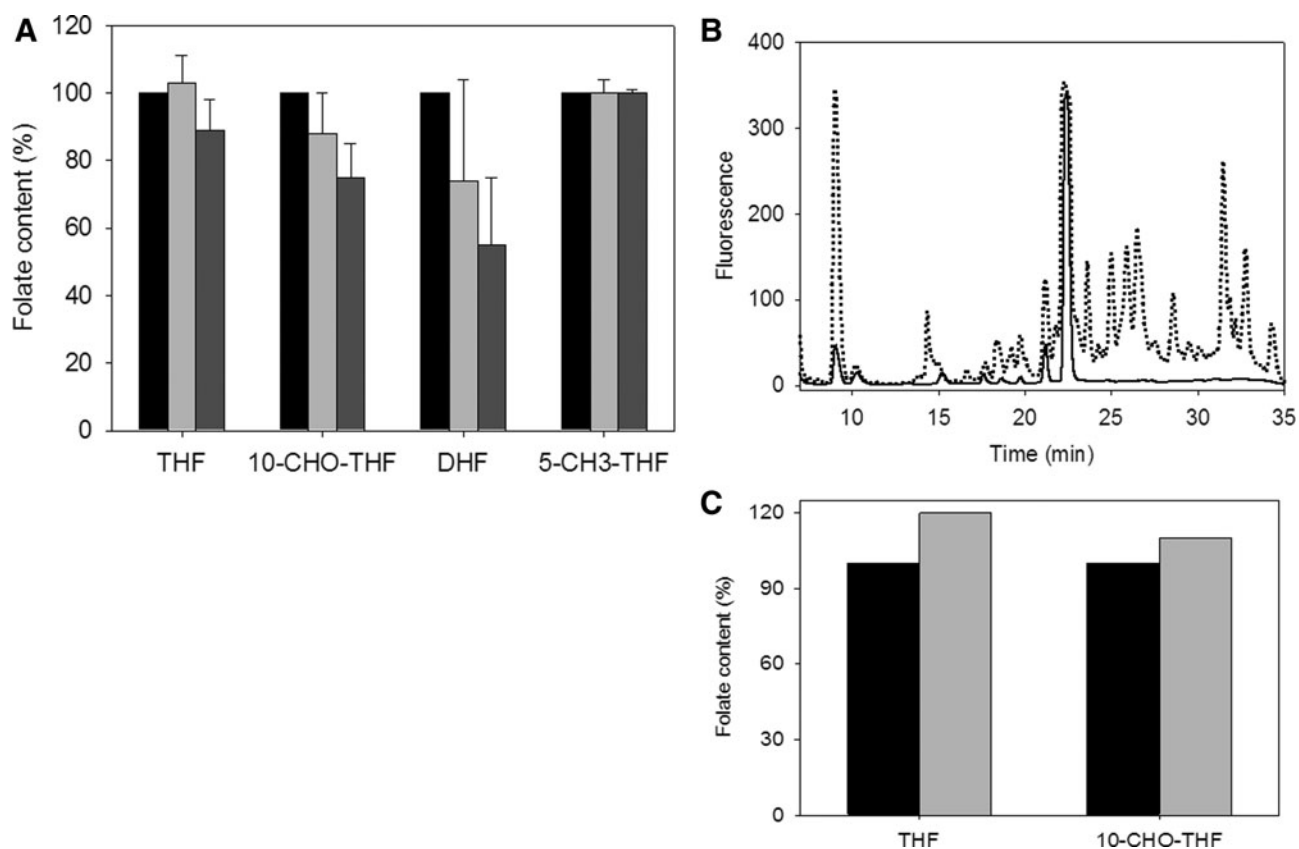 A
Folate content (%)
120
100
80
60
40
20
0
THF 10-CHO-THF DHF 5-CH3-THF
B
Fluorescence
400
300
200
100
0
10 15 20 25 30 35
Time (min)
C
Folate content (%)
120
90
60
30
0
THF 10-CHO-THF